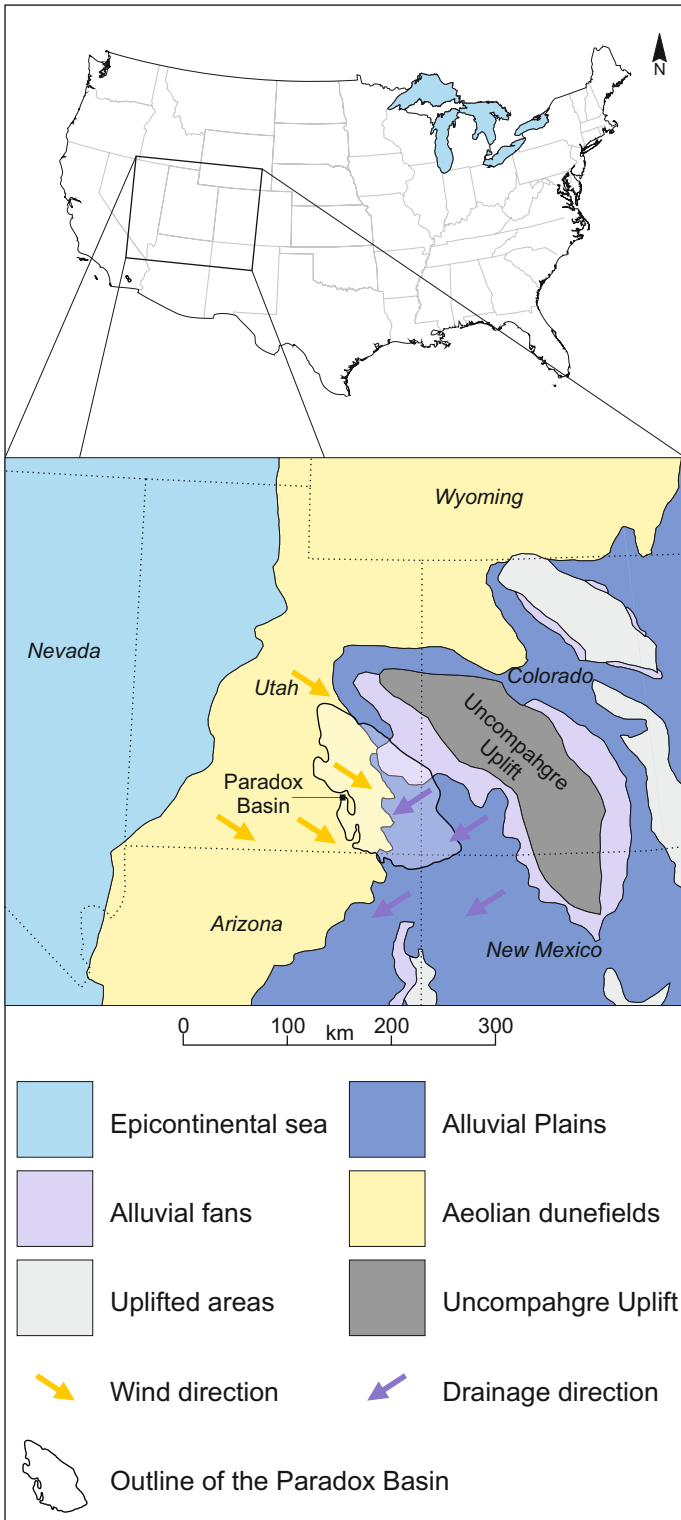 N
Wyoming
Nevada
Utah
Colorado
Uncompahgre
Uplift
Paradox
Basin
Arizona
New Mexico
0 100 km 200 300
Epicontinental sea
Alluvial Plains
Alluvial fans
Aeolian dunefields
Uplifted areas
Uncompahgre Uplift
Wind direction
Drainage direction
Outline of the Paradox Basin